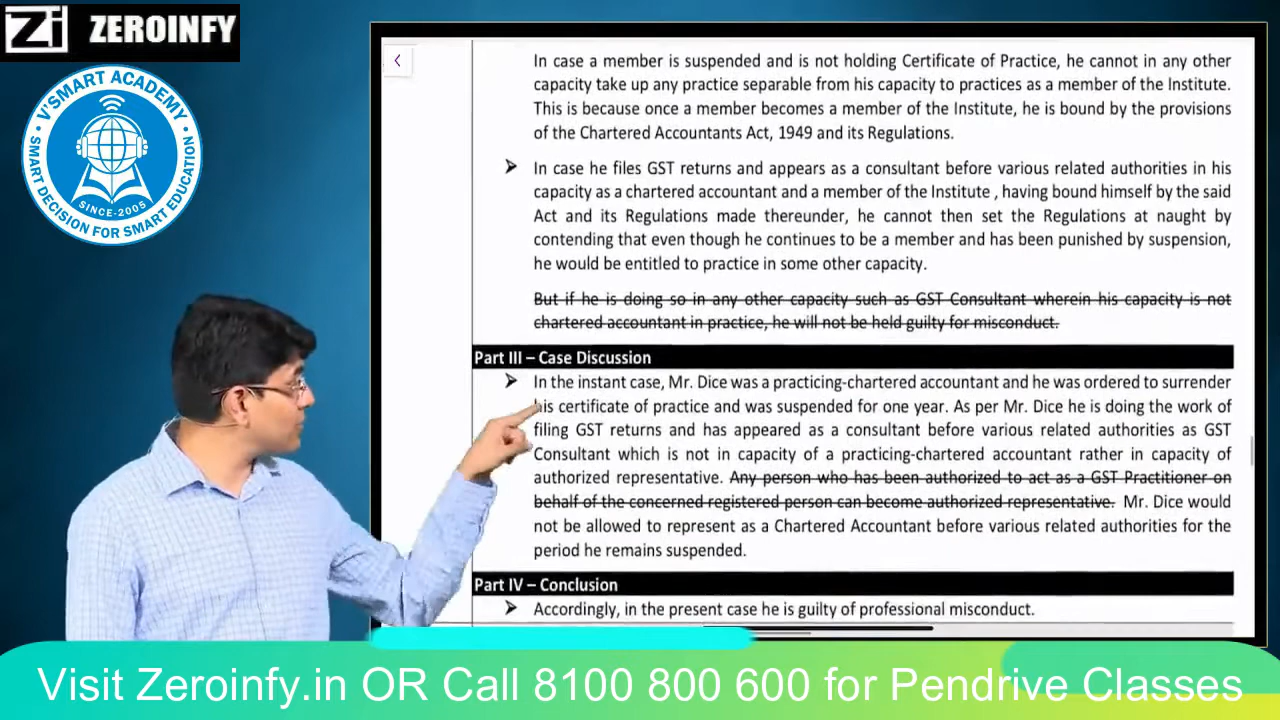 Zi ZEROINFY
V'SMART ACADEMY
SMART DECISION FOR SMART EDUCATION
SINCE-2005
In case a member is suspended and is not holding Certificate of Practice, he cannot in any other
capacity take up any practice separable from his capacity to practices as a member of the Institute.
This is because once a member becomes a member of the Institute, he is bound by the provisions
of the Chartered Accountants Act, 1949 and its Regulations.
In case he files GST returns and appears as a consultant before various related authorities in his
capacity as a chartered accountant and a member of the Institute , having bound himself by the said
Act and its Regulations made thereunder, he cannot then set the Regulations at naught by
contending that even though he continues to be a member and has been punished by suspension,
he would be entitled to practice in some other capacity.
But if he is doing so in any other capacity such as GST Consultant wherein his capacity is not
chartered accountant in practice, he will not be held guilty for misconduct.
Part III – Case Discussion
In the instant case, Mr. Dice was a practicing-chartered accountant and he was ordered to surrender
his certificate of practice and was suspended for one year. As per Mr. Dice he is doing the work of
filing GST returns and has appeared as a consultant before various related authorities as GST
Consultant which is not in capacity of a practicing-chartered accountant rather in capacity of
authorized representative. Any person who has been authorized to act as a GST Practitioner on
behalf of the concerned registered person can become authorized representative. Mr. Dice would
not be allowed to represent as a Chartered Accountant before various related authorities for the
period he remains suspended.
Part IV – Conclusion
Accordingly, in the present case he is guilty of professional misconduct.
Visit Zeroinfy.in OR Call 8100 800 600 for Pendrive Classes